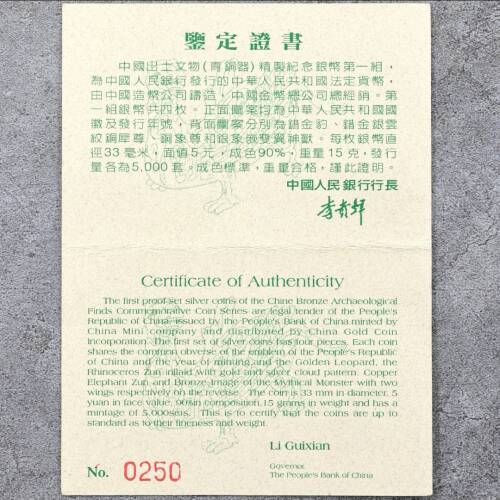 鑒定證書
中國出土文物(青銅器)精製紀念銀幣第一組,
為中國人民銀行發行的中華人民共和國法定貨幣,
由中國造幣公司鑄造,中國金幣總公司總經銷。第
一組銀幣共四枚。正面圖案均為中華人民共和國國
徽及發行年號,背面圖案分別為錯金豹、錯金銀雲
紋銅犀尊、銅象尊和銀象嵌雙翼神獸。每枚銀幣直
徑33毫米,面值5元,成色90%,重量15克,發行
量各為5,000套。成色標準,重量合格,謹此證明。
中國人民銀行行長
李貴鮮
Certificate of Authenticity
The first proof set silver coins of the Chine Bronze Archaeological
Finds Commemorative Coin Series are legal tender of the People's
Republic of China, issued by the People's Bank of China minted by
China Mini company and distributed by China Gold Coin
Incorporation. The first set of silver coins has four pieces. Each coin
shares the common obverse of the emblem of the People's Republic
of China and the year of minting and the Golden Leopard, the
Rhinoceros Zun inllaid with gold and silver cloud pattern, Copper
Elephant Zun and Bronze Image of the Mythical Monster with two
wings respectively on the reverse. The coin is 33 mm in diameter, 5
yuan in face value, 90%in composition,15 grams in weight and has a
mintage of 5,000seus. This is to certify that the coins are up to
standard as to their fineness and weight.
Li Guixian
Governor
The People's Bank of China
No. 0250